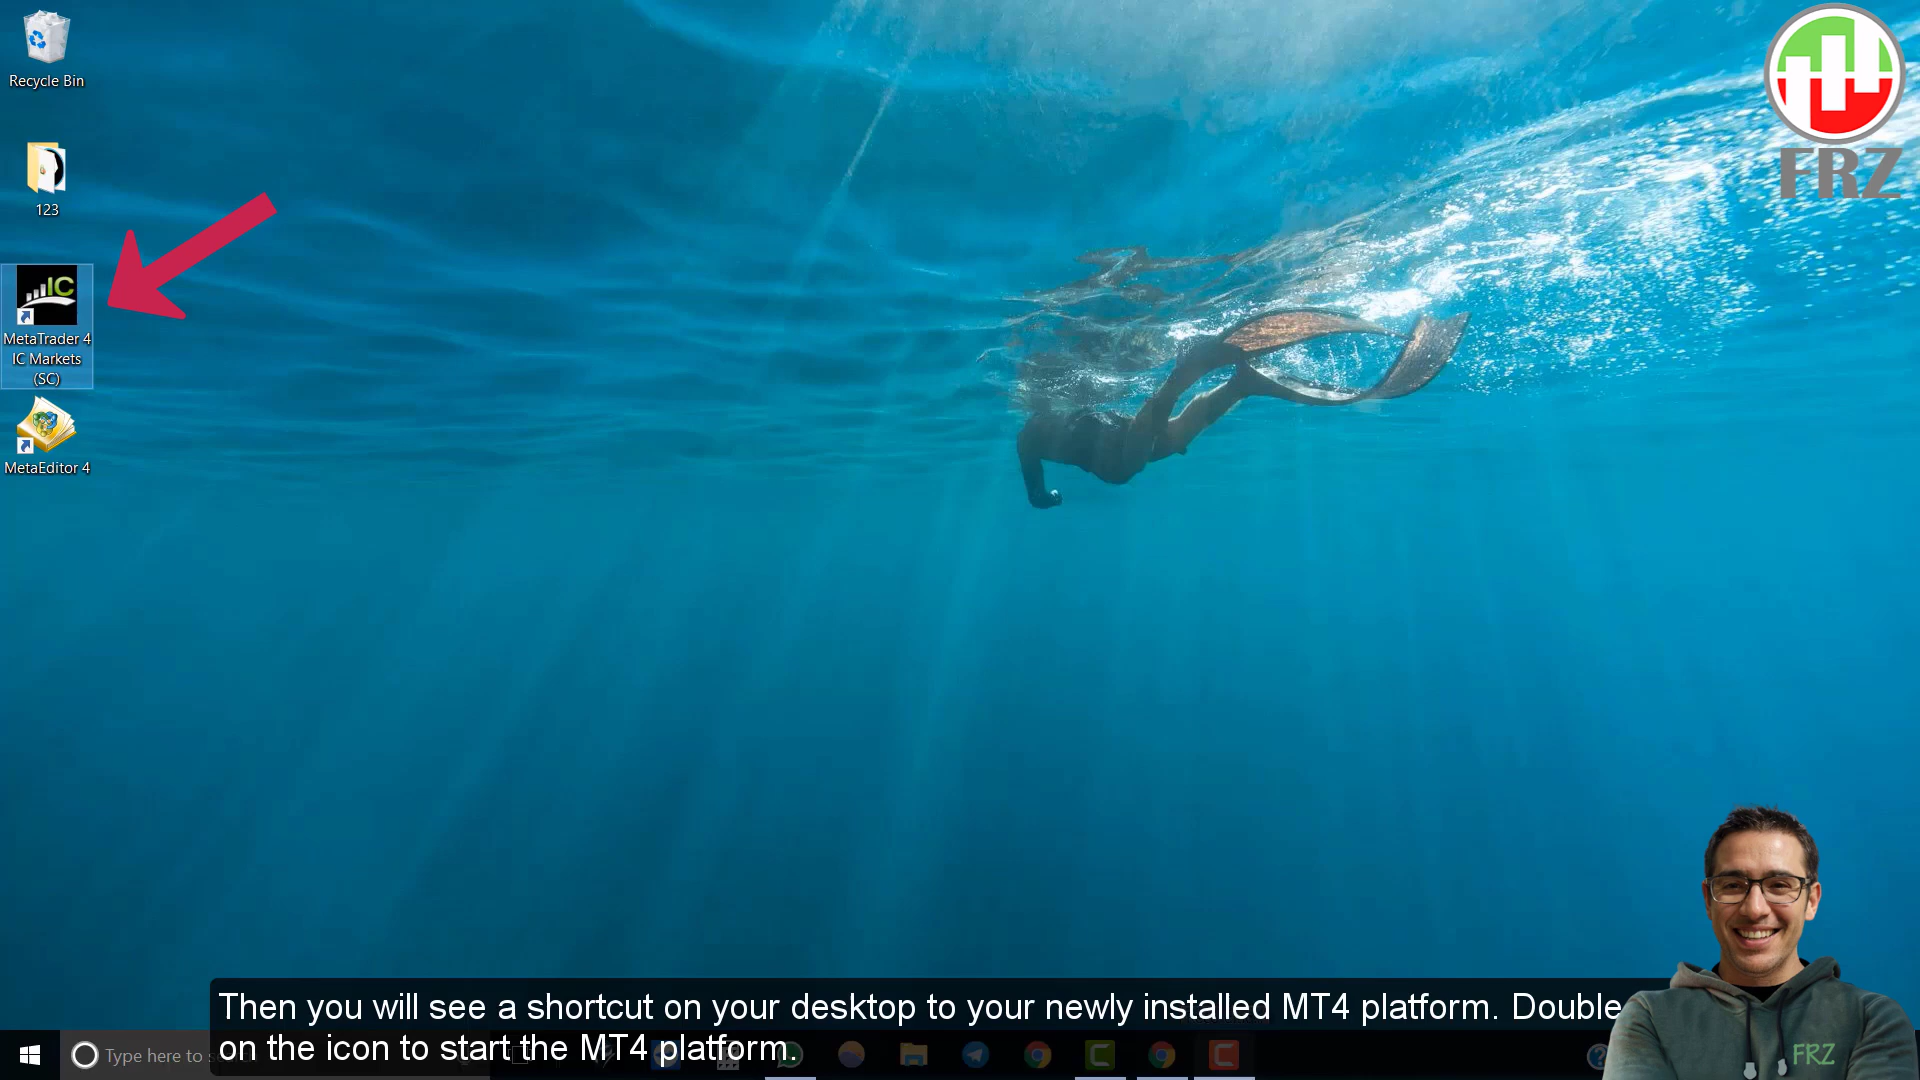 Recycle Bin
FRZ
123
IC
MetaTrader 4
IC Markets
(SC)
MetaEditor 4
Then you will see a shortcut on your desktop to your newly installed MT4 platform. Double
on the icon to start the MT4 platform.
Type here to
FRZ